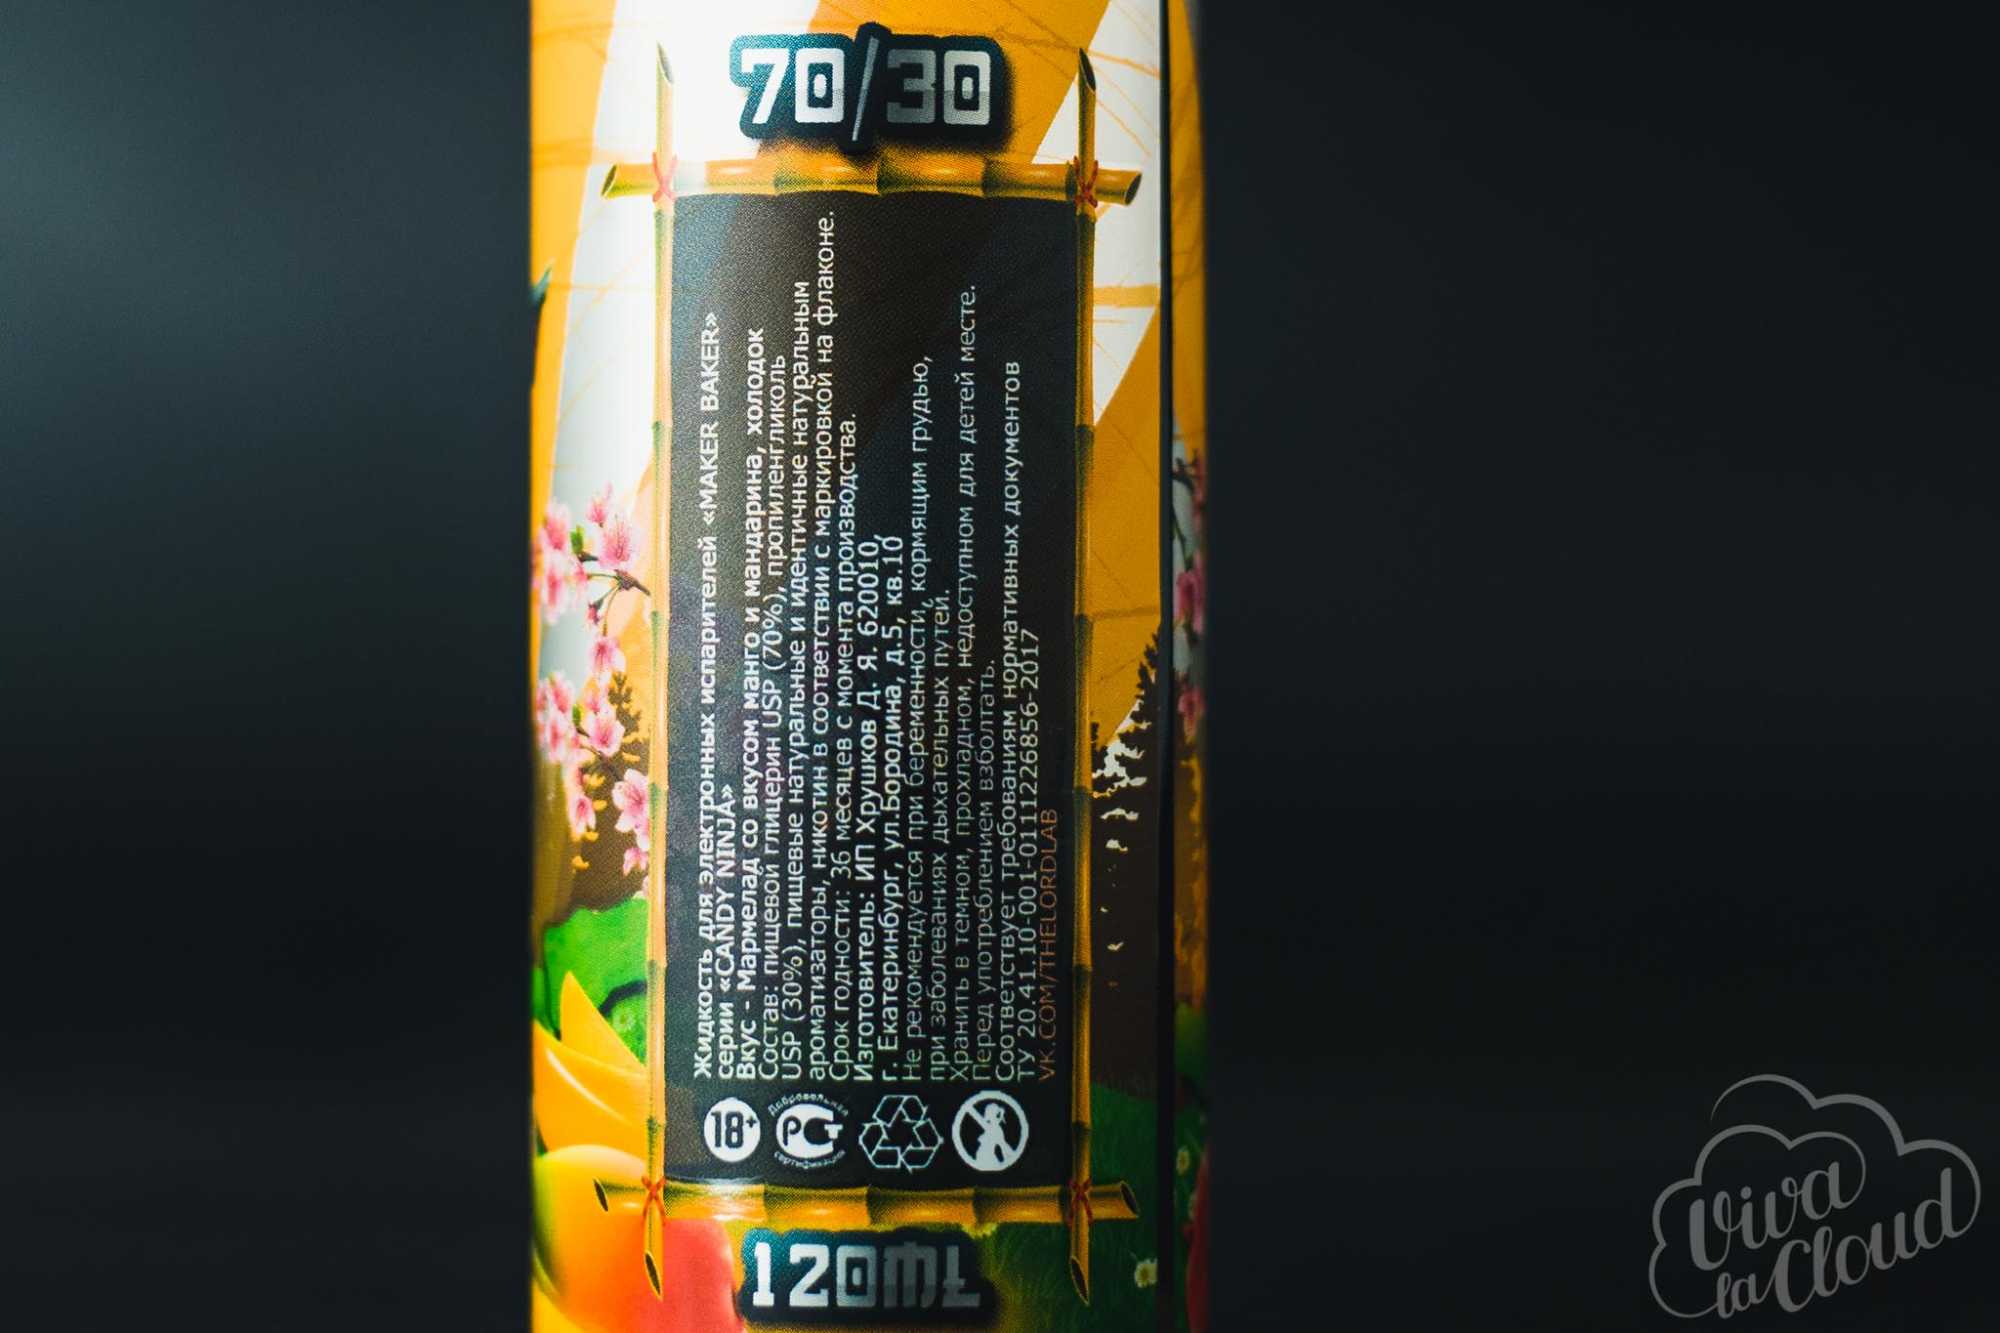 70/30
Жидкость для электронных испарителей «MAKER BAKER»
серии «CANDY NINJA»
Вкус - Мармелад со вкусом манго и мандарина, холодок
Состав: пищевой глицерин USP (70%), пропиленгликоль
USP (30%), пищевые натуральные и идентичные натуральным
ароматизаторы, никотин в соответствии с маркировкой на флаконе.
Срок годности: 36 месяцев с момента производства.
Изготовитель: ИП Хрушков Д. Я. 620010,
г. Екатеринбург, ул.Бородина, д.5, кв.10
Не рекомендуется при беременности, кормящим грудью,
при заболеваниях дыхательных путей.
Хранить в темном, прохладном, недоступном для детей месте.
Перед употреблением взболтать.
Соответствует требованиям нормативных документов
ТУ 20.41.10-001-0111226856-2017
VK.COM/THELORDLAB
18+
Добровольная
РСТ
сертификация
120ML
Viva
la Cloud